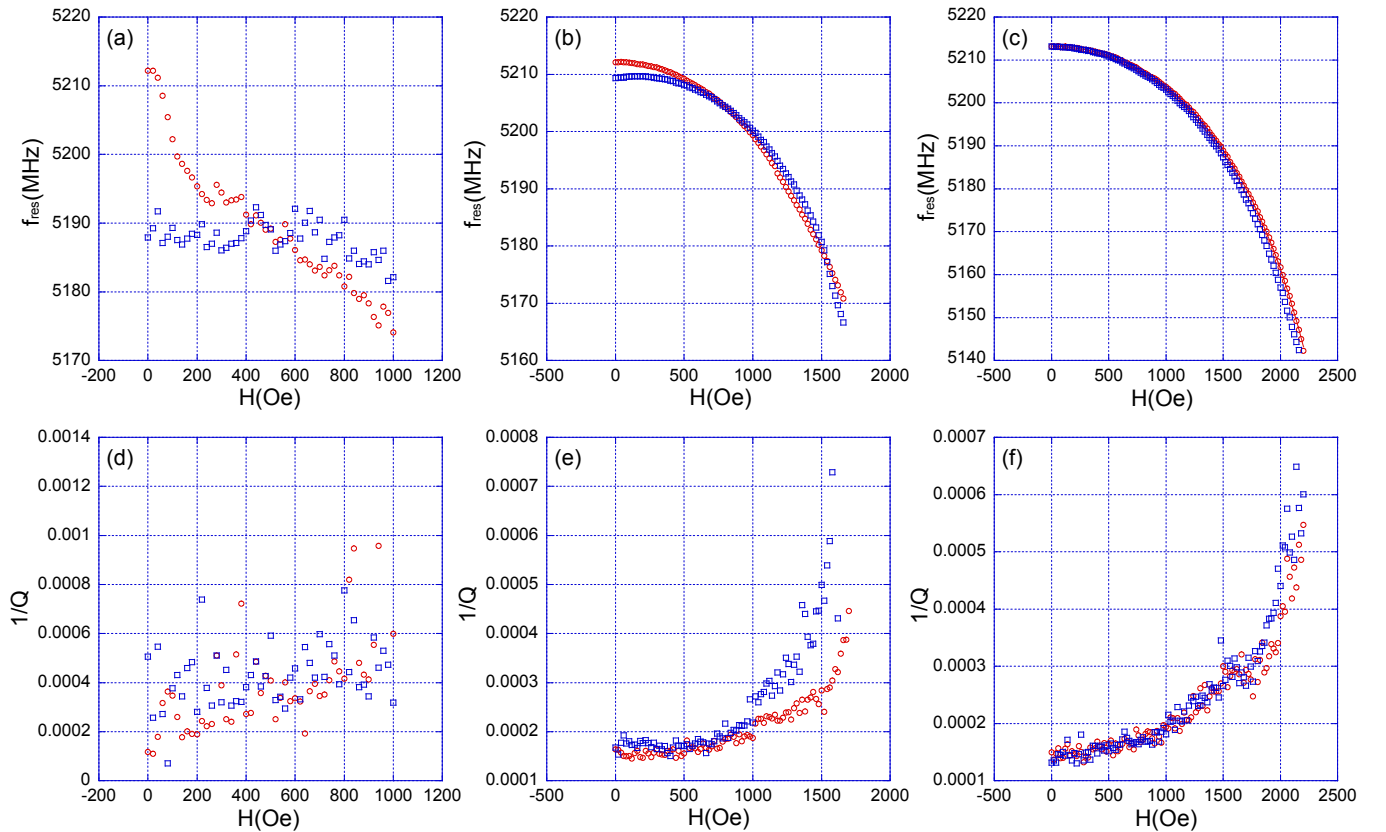 (a)
f_res(MHz)
5220
5210
5200
5190
5180
5170
-200 0 200 400 600 800 1000 1200
H(Oe)
(b)
f_res(MHz)
5220
5210
5200
5190
5180
5170
5160
-500 0 500 1000 1500 2000
H(Oe)
(c)
f_res(MHz)
5220
5210
5200
5190
5180
5170
5160
5150
5140
-500 0 500 1000 1500 2000 2500
H(Oe)
(d)
1/Q
0.0014
0.0012
0.001
0.0008
0.0006
0.0004
0.0002
0
-200 0 200 400 600 800 1000 1200
H(Oe)
(e)
1/Q
0.0008
0.0007
0.0006
0.0005
0.0004
0.0003
0.0002
0.0001
-500 0 500 1000 1500 2000
H(Oe)
(f)
1/Q
0.0007
0.0006
0.0005
0.0004
0.0003
0.0002
0.0001
-500 0 500 1000 1500 2000 2500
H(Oe)